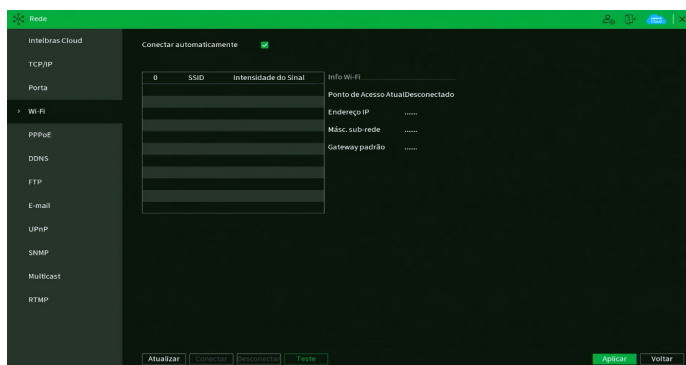 Rede
Intelbras Cloud
TCP/IP
Porta
> Wi-Fi
PPPoE
DDNS
FTP
E-mail
UPnP
SNMP
Multicast
RTMP
Conectar automaticamente
0 SSID Intensidade do Sinal
Info Wi-Fi
Ponto de Acesso AtualDesconectado
Endereço IP ......
Másc. sub-rede ......
Gateway padrão ......
Atualizar Conectar Desconectar Teste
Aplicar Voltar